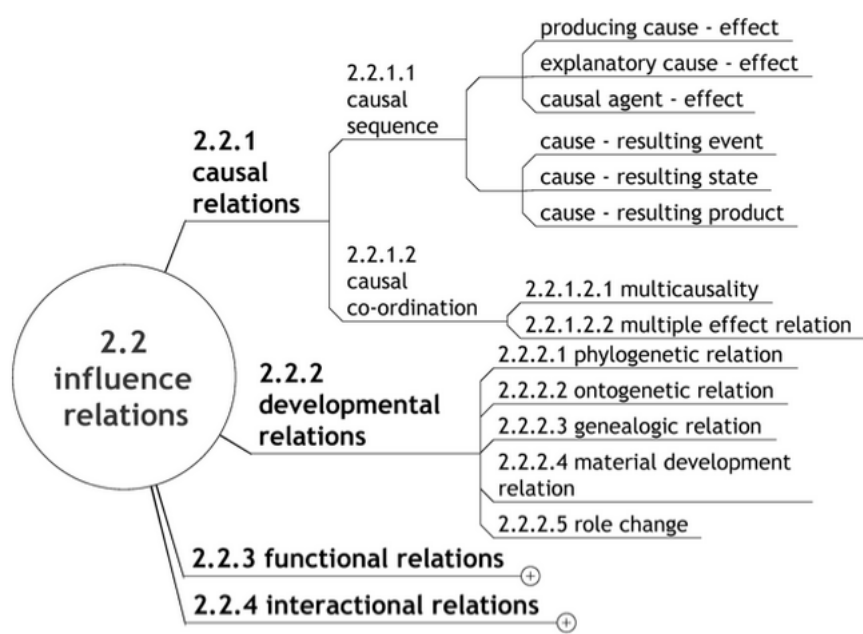 producing cause - effect
explanatory cause - effect
causal agent - effect
2.2.1.1
causal
sequence
cause - resulting event
cause - resulting state
cause - resulting product
2.2.1
causal
relations
2.2.1.2
causal
co-ordination
2.2.1.2.1 multicausality
2.2.1.2.2 multiple effect relation
2.2
influence
relations
2.2.2
developmental
relations
2.2.2.1 phylogenetic relation
2.2.2.2 ontogenetic relation
2.2.2.3 genealogic relation
2.2.2.4 material development
relation
2.2.2.5 role change
2.2.3 functional relations
2.2.4 interactional relations